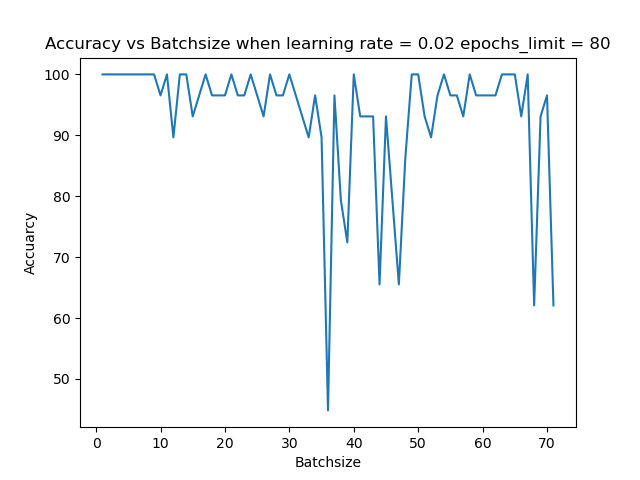 Accuracy vs Batchsize when learning rate = 0.02 epochs_limit = 80
100
90
80
70
60
50
Accuarcy
0 10 20 30 40 50 60 70
Batchsize